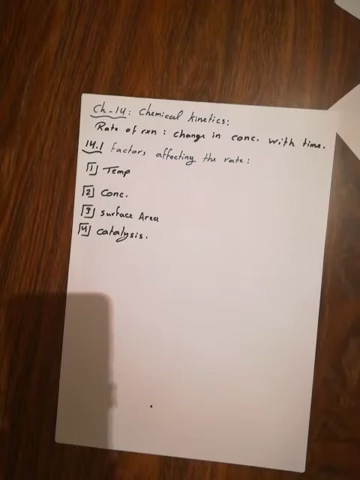 Ch-14: Chemical kinetics:
Rate of rxn : change in conc. with time.
14.1 factors affecting the rate:
1 Temp
2 Conc.
3 surface Area
4 catalysis.